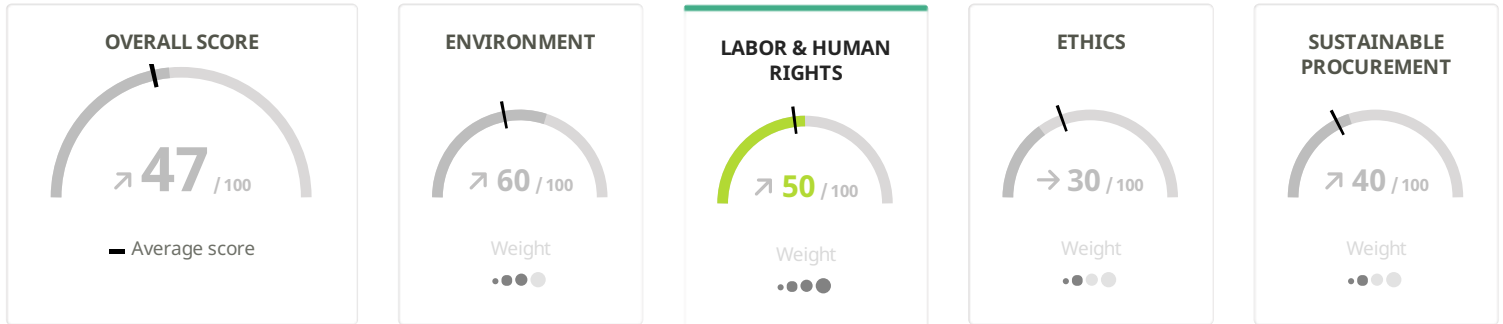 OVERALL SCORE
47 / 100
Average score
ENVIRONMENT
60 / 100
Weight
LABOR & HUMAN
RIGHTS
50 / 100
Weight
ETHICS
30 / 100
Weight
SUSTAINABLE
PROCUREMENT
40 / 100
Weight